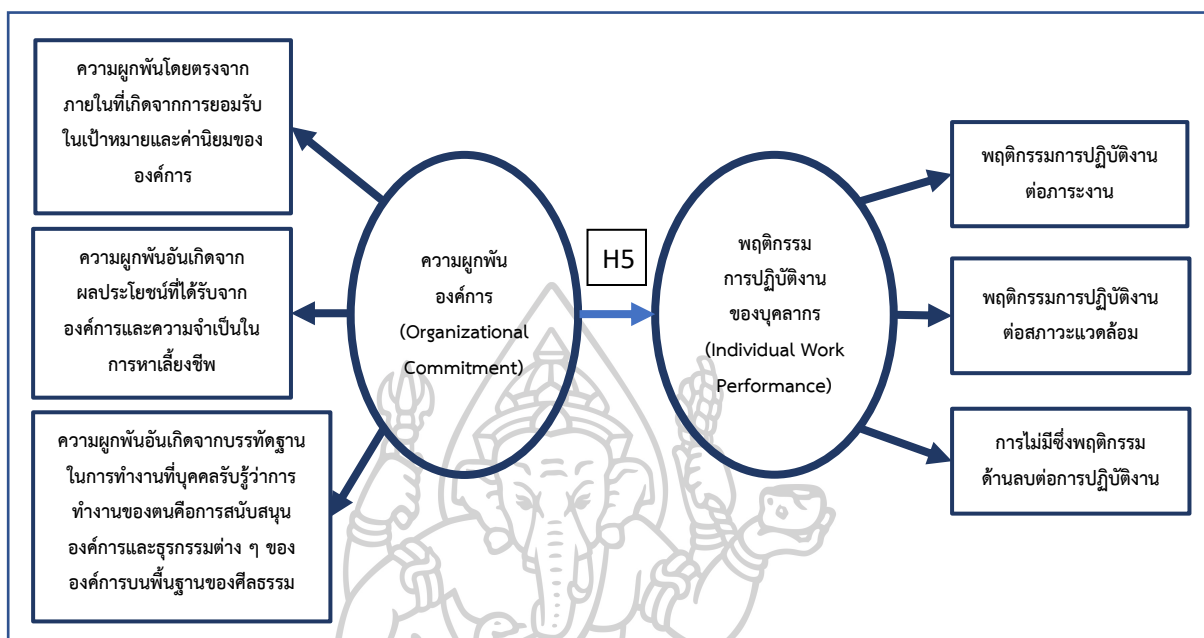 ความผูกพันโดยตรงจาก
ภายในที่เกิดจากการยอมรับ
ในเป้าหมายและค่านิยมของ
องค์การ
ความผูกพันอันเกิดจาก
ผลประโยชน์ที่ได้รับจาก
องค์การและความจำเป็นใน
การหาเลี้ยงชีพ
ความผูกพันอันเกิดจากบรรทัดฐาน
ในการทำงานที่บุคคลรับรู้ว่าการ
ทำงานของตนคือการสนับสนุน
องค์การและธุรกรรมต่าง ๆ ของ
องค์การบนพื้นฐานของศีลธรรม
ความผูกพัน
องค์การ
(Organizational
Commitment)
H5
พฤติกรรม
การปฏิบัติงาน
ของบุคลากร
(Individual Work
Performance)
พฤติกรรมการปฏิบัติงาน
ต่อภาระงาน
พฤติกรรมการปฏิบัติงาน
ต่อสภาวะแวดล้อม
การไม่มีซึ่งพฤติกรรม
ด้านลบต่อการปฏิบัติงาน